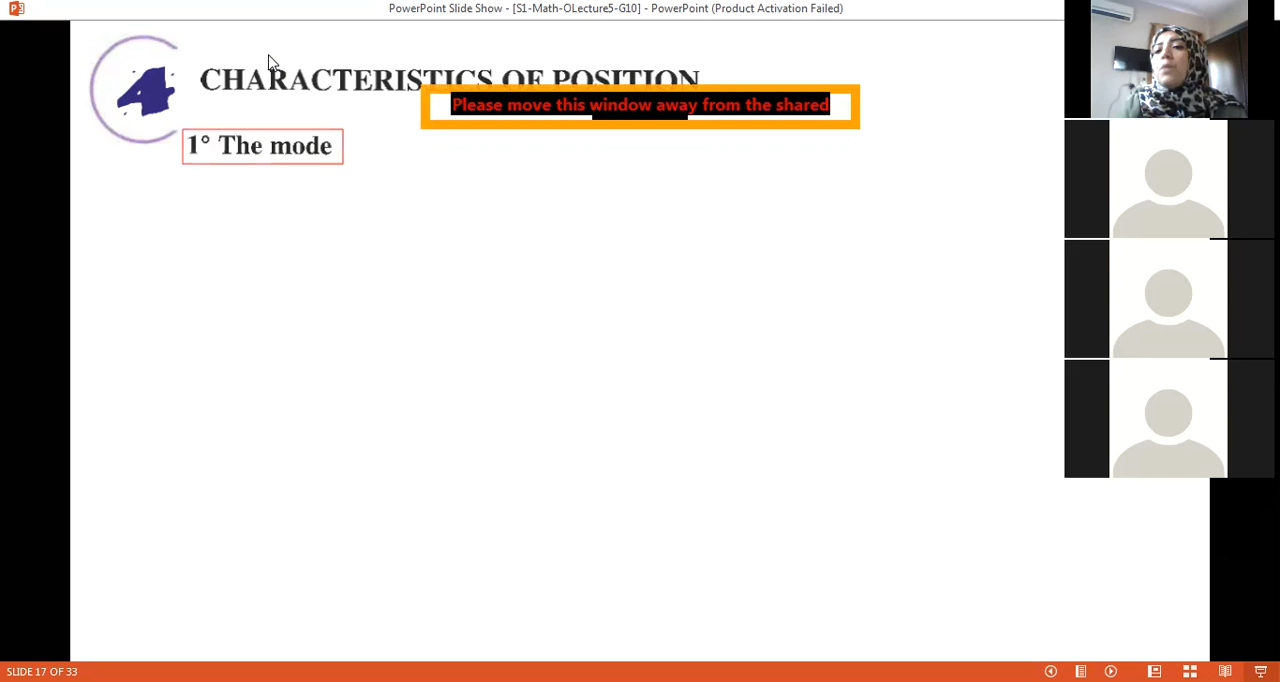 PowerPoint Slide Show - [S1-Math-OLecture5-G10] - PowerPoint (Product Activation Failed)
4 CHARACTERISTICS OF POSITION
Please move this window away from the shared
1° The mode
SLIDE 17 OF 33